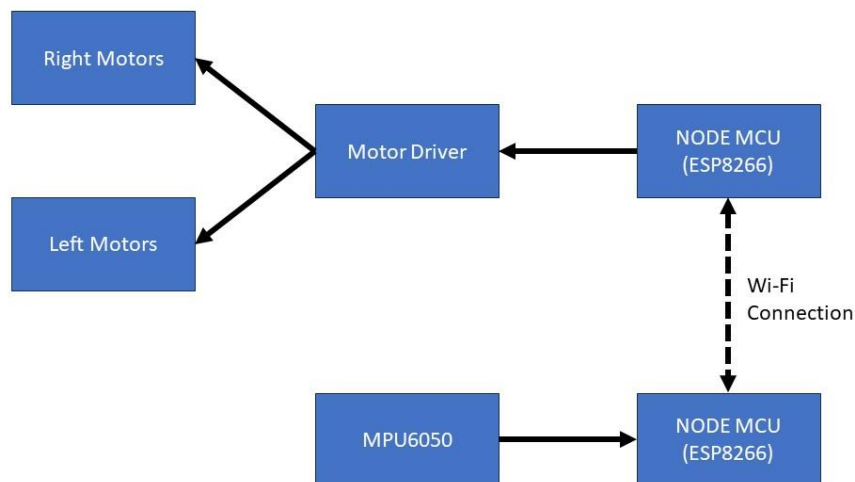 Right Motors
Motor Driver
NODE MCU
(ESP8266)
Left Motors
Wi-Fi
Connection
MPU6050
NODE MCU
(ESP8266)